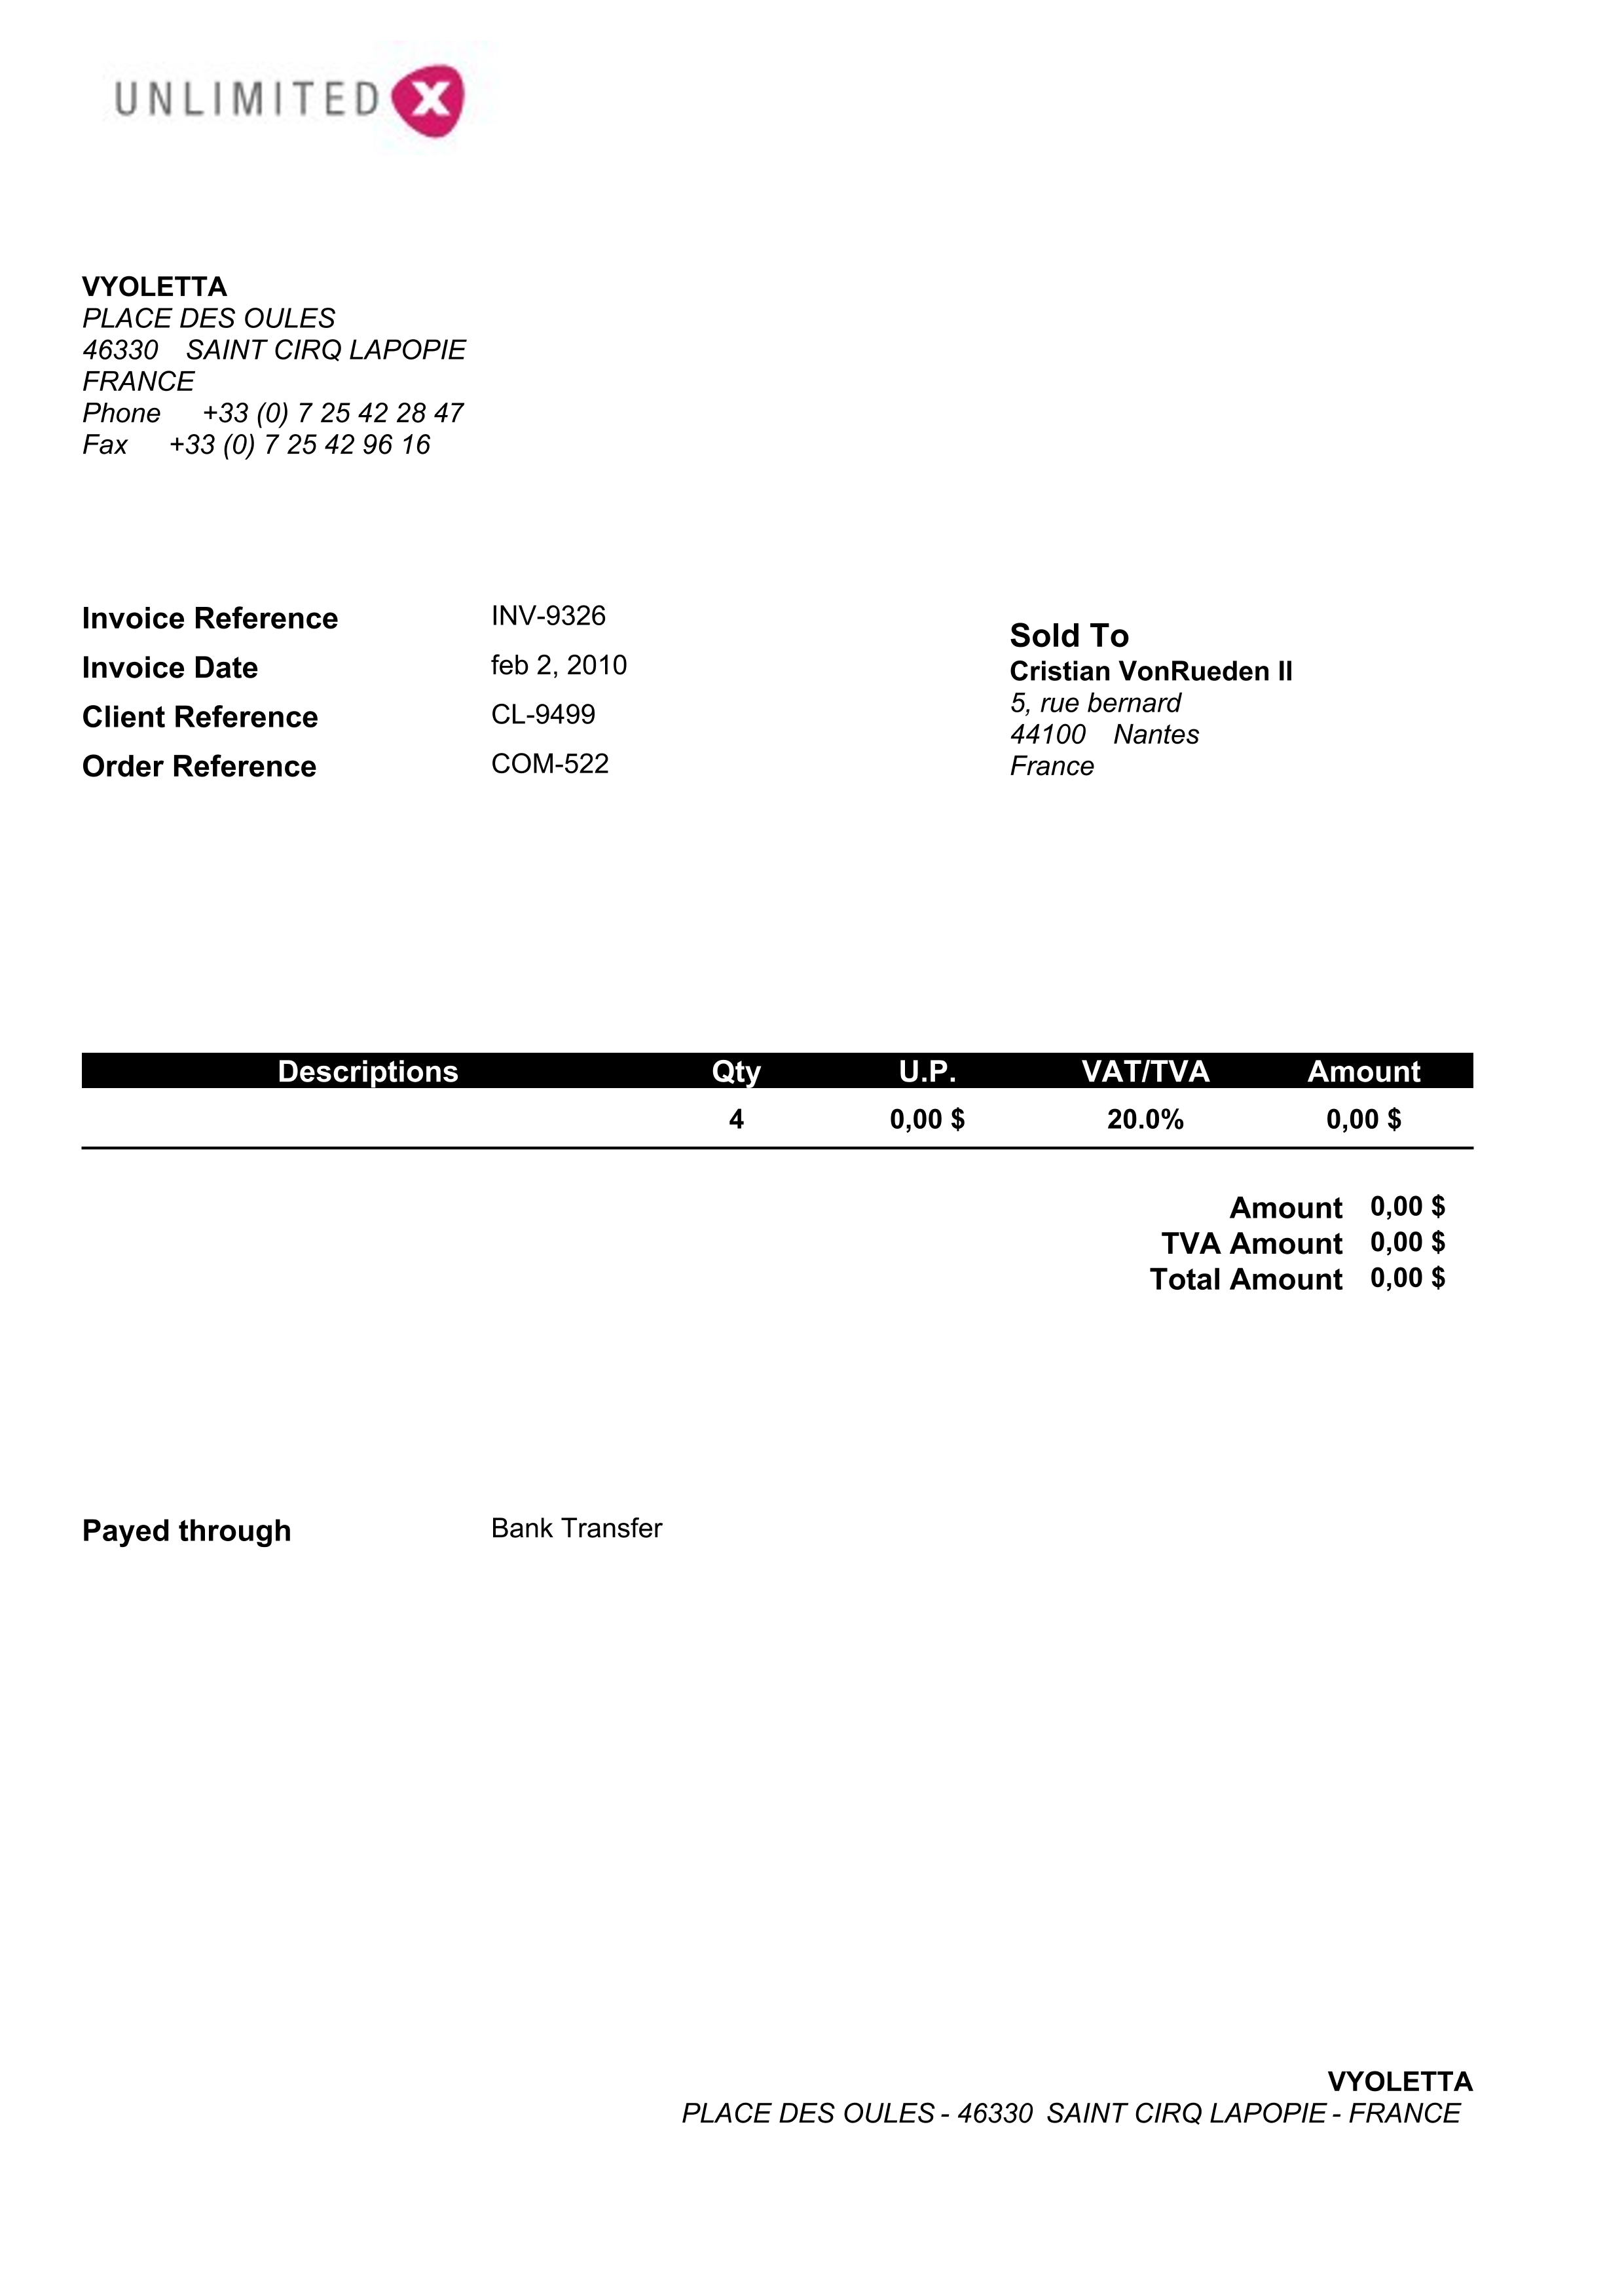 UNLIMITED X
VYOLETTA
PLACE DES OULES
46330 SAINT CIRQ LAPOPIE
FRANCE
Phone +33 (0) 7 25 42 28 47
Fax +33 (0) 7 25 42 96 16
Invoice Reference INV-9326
Invoice Date feb 2, 2010
Client Reference CL-9499
Order Reference COM-522
Sold To
Cristian VonRueden II
5, rue bernard
44100 Nantes
France
Descriptions Qty U.P. VAT/TVA Amount
4 0,00 $ 20.0% 0,00 $
Amount 0,00 $
TVA Amount 0,00 $
Total Amount 0,00 $
Payed through Bank Transfer
VYOLETTA
PLACE DES OULES - 46330 SAINT CIRQ LAPOPIE - FRANCE